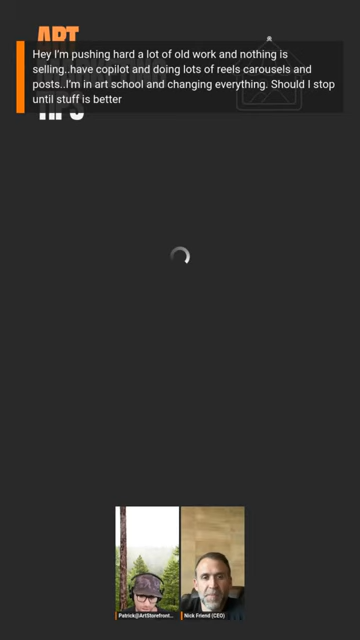 ART
Hey I'm pushing hard a lot of old work and nothing is
selling..have copilot and doing lots of reels carousels and
posts..I'm in art school and changing everything. Should I stop
until stuff is better
TIPS
Patrick@ArtStorefront...
Nick Friend (CEO)